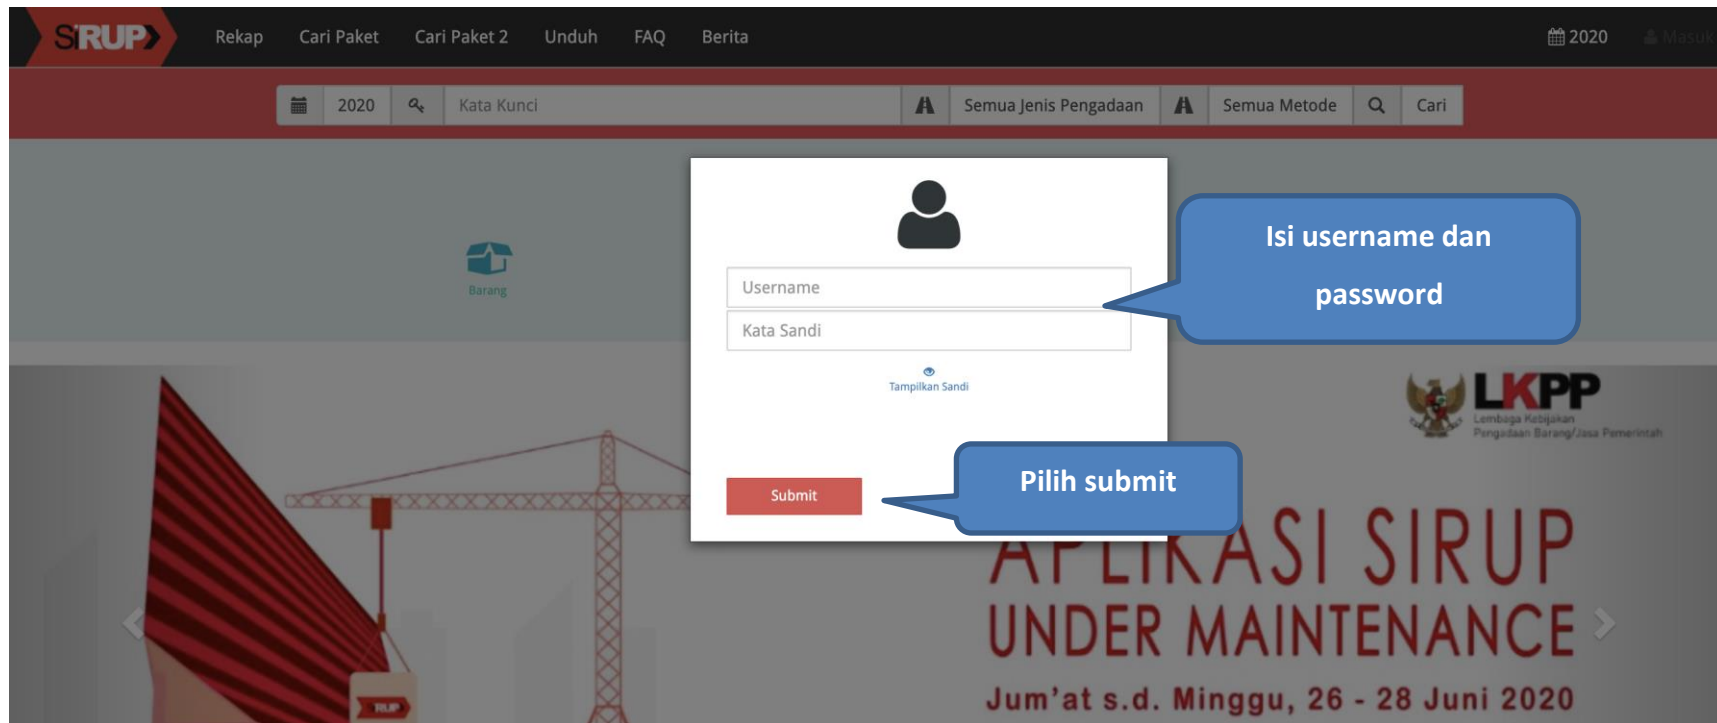 SiRUP Rekap Cari Paket Cari Paket 2 Unduh FAQ Berita 2020 Masuk
2020 Kata Kunci Semua Jenis Pengadaan Semua Metode Cari
Barang
Username
Kata Sandi
Tampilkan Sandi
Submit
Isi username dan
password
Pilih submit
LKPP
Lembaga Kebijakan
Pengadaan Barang/Jasa Pemerintah
APLIKASI SIRUP
UNDER MAINTENANCE
Jum'at s.d. Minggu, 26 - 28 Juni 2020
RUP